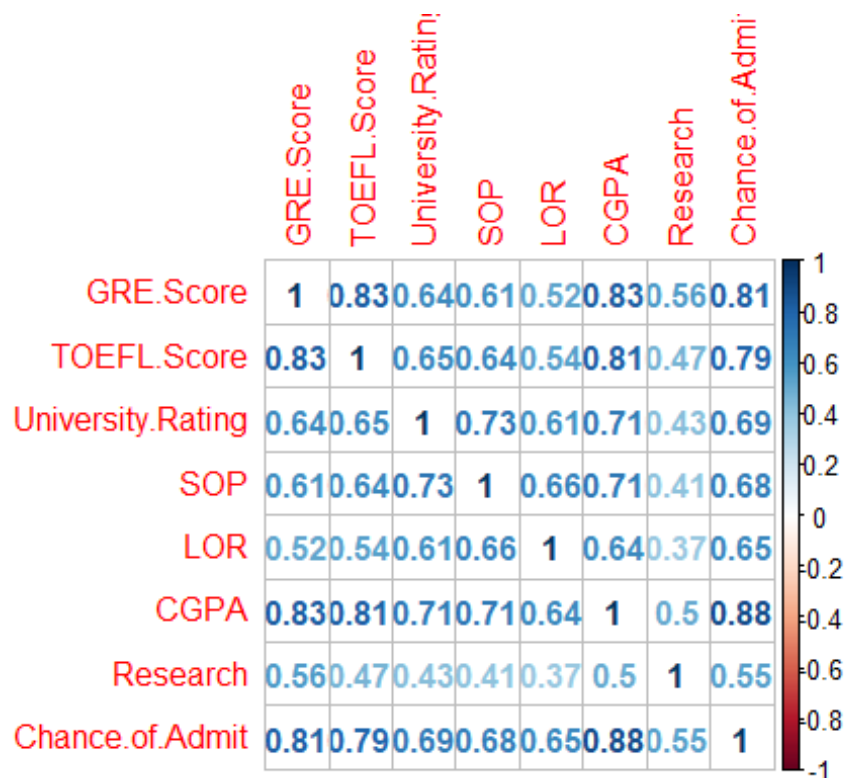 GRE.Score
TOEFL.Score
University.Rating
SOP
LOR
CGPA
Research
Chance.of.Admi
GRE.Score 1 0.83 0.64 0.61 0.52 0.83 0.56 0.81
TOEFL.Score 0.83 1 0.65 0.64 0.54 0.81 0.47 0.79
University.Rating 0.64 0.65 1 0.73 0.61 0.71 0.43 0.69
SOP 0.61 0.64 0.73 1 0.66 0.71 0.41 0.68
LOR 0.52 0.54 0.61 0.66 1 0.64 0.37 0.65
CGPA 0.83 0.81 0.71 0.71 0.64 1 0.5 0.88
Research 0.56 0.47 0.43 0.41 0.37 0.5 1 0.55
Chance.of.Admit 0.81 0.79 0.69 0.68 0.65 0.88 0.55 1
1
0.8
0.6
0.4
0.2
0
-0.2
-0.4
-0.6
-0.8
-1